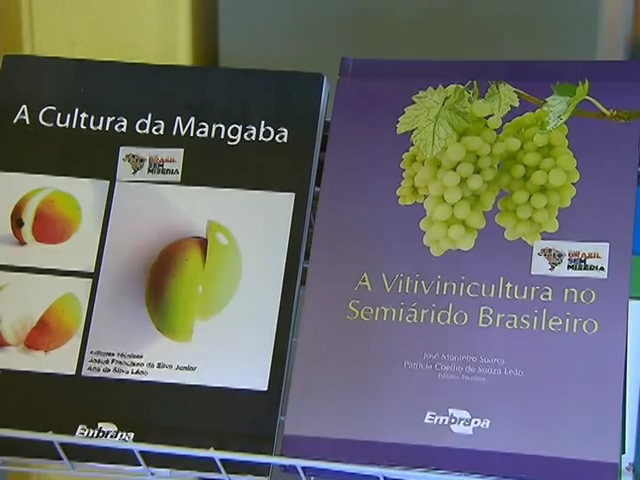 A Cultura da Mangaba
BRASIL
SEM
MISÉRIA
Editores Técnicos
Josué Francisco da Silva Junior
Ana da Silva Lédo
Embrapa
BRASIL
SEM
MISÉRIA
A Vitivinicultura no
Semiárido Brasileiro
José Monteiro Soares
Patrícia Coelho de Souza Leão
Editores Técnicos
Embrapa